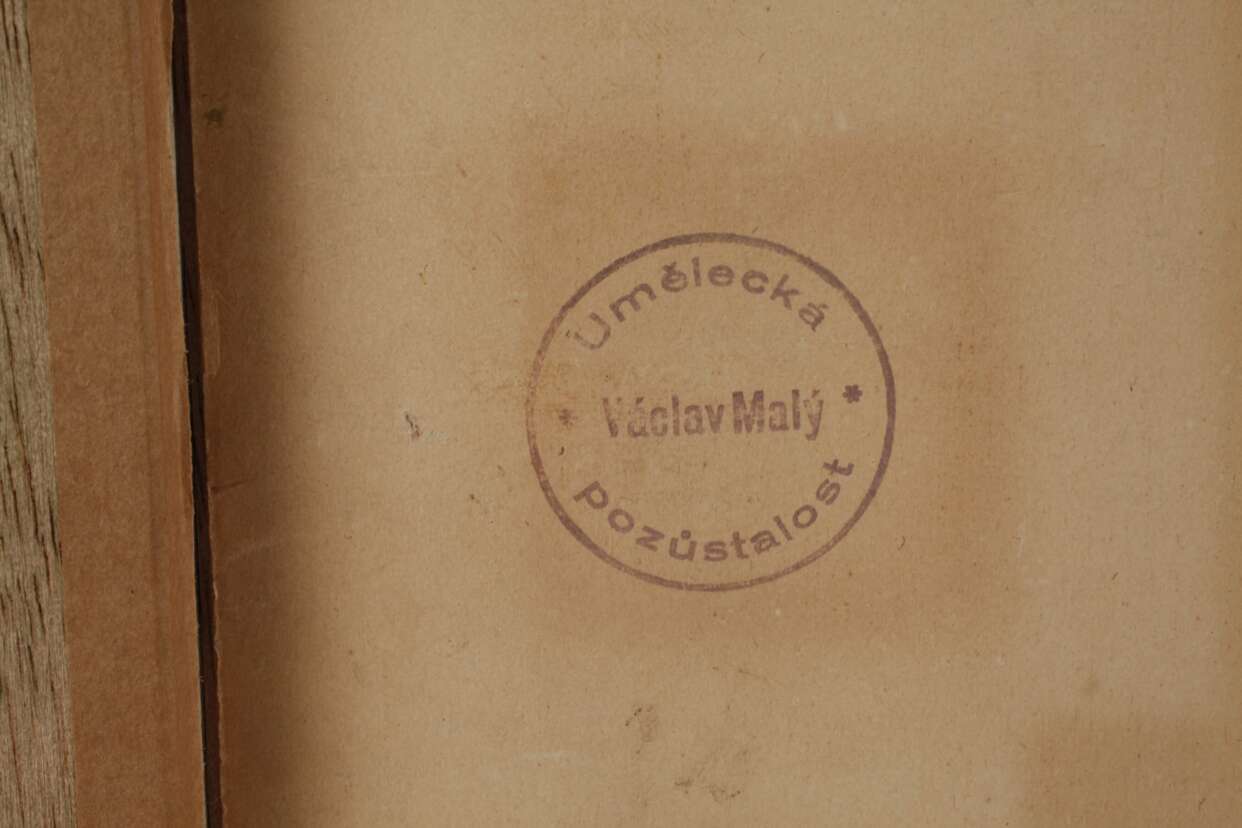 Umělecká
* Václav Malý *
pozůstalost